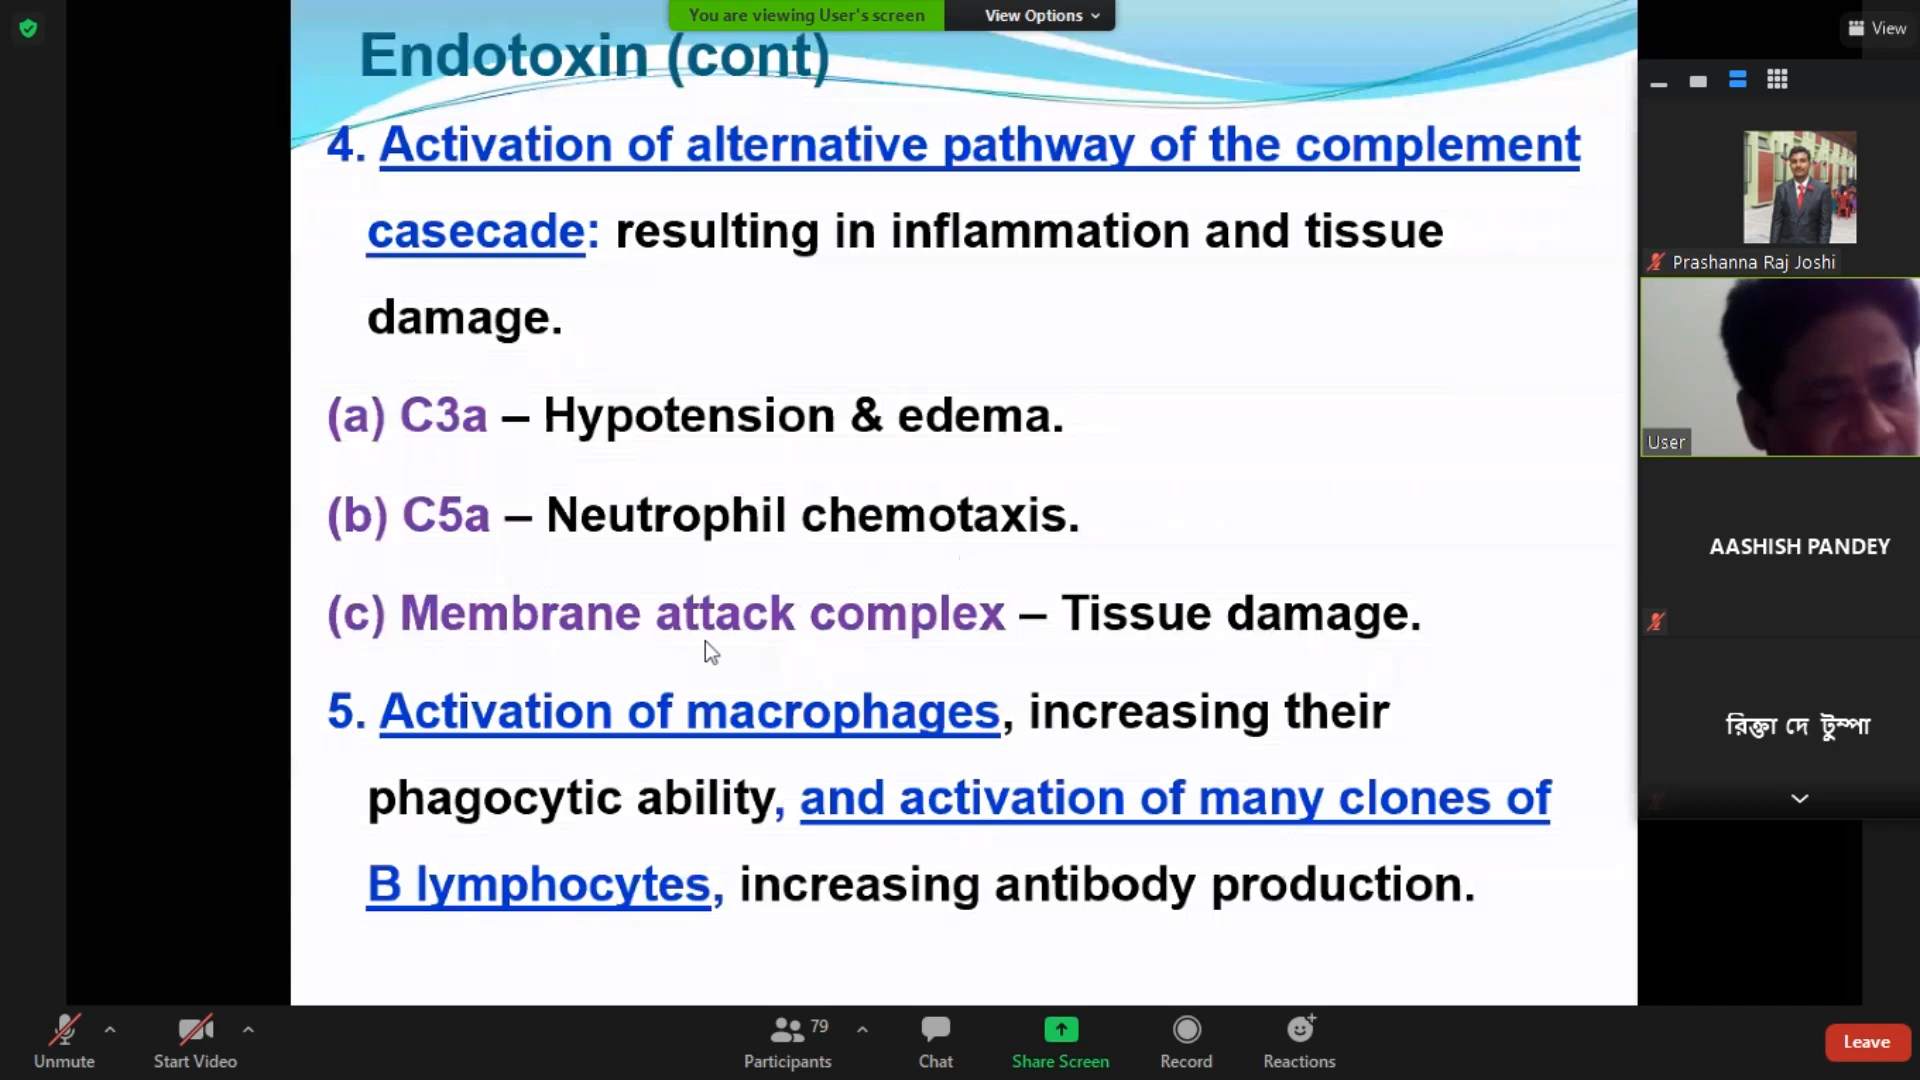 You are viewing User's screen
View Options
View
Endotoxin (cont)
4. Activation of alternative pathway of the complement
casecade: resulting in inflammation and tissue
damage.
(a) C3a – Hypotension & edema.
(b) C5a – Neutrophil chemotaxis.
(c) Membrane attack complex – Tissue damage.
5. Activation of macrophages, increasing their
phagocytic ability, and activation of many clones of
B lymphocytes, increasing antibody production.
Prashanna Raj Joshi
User
AASHISH PANDEY
রিক্তা দে টুম্পা
Unmute
Start Video
79
Participants
Chat
Share Screen
Record
Reactions
Leave